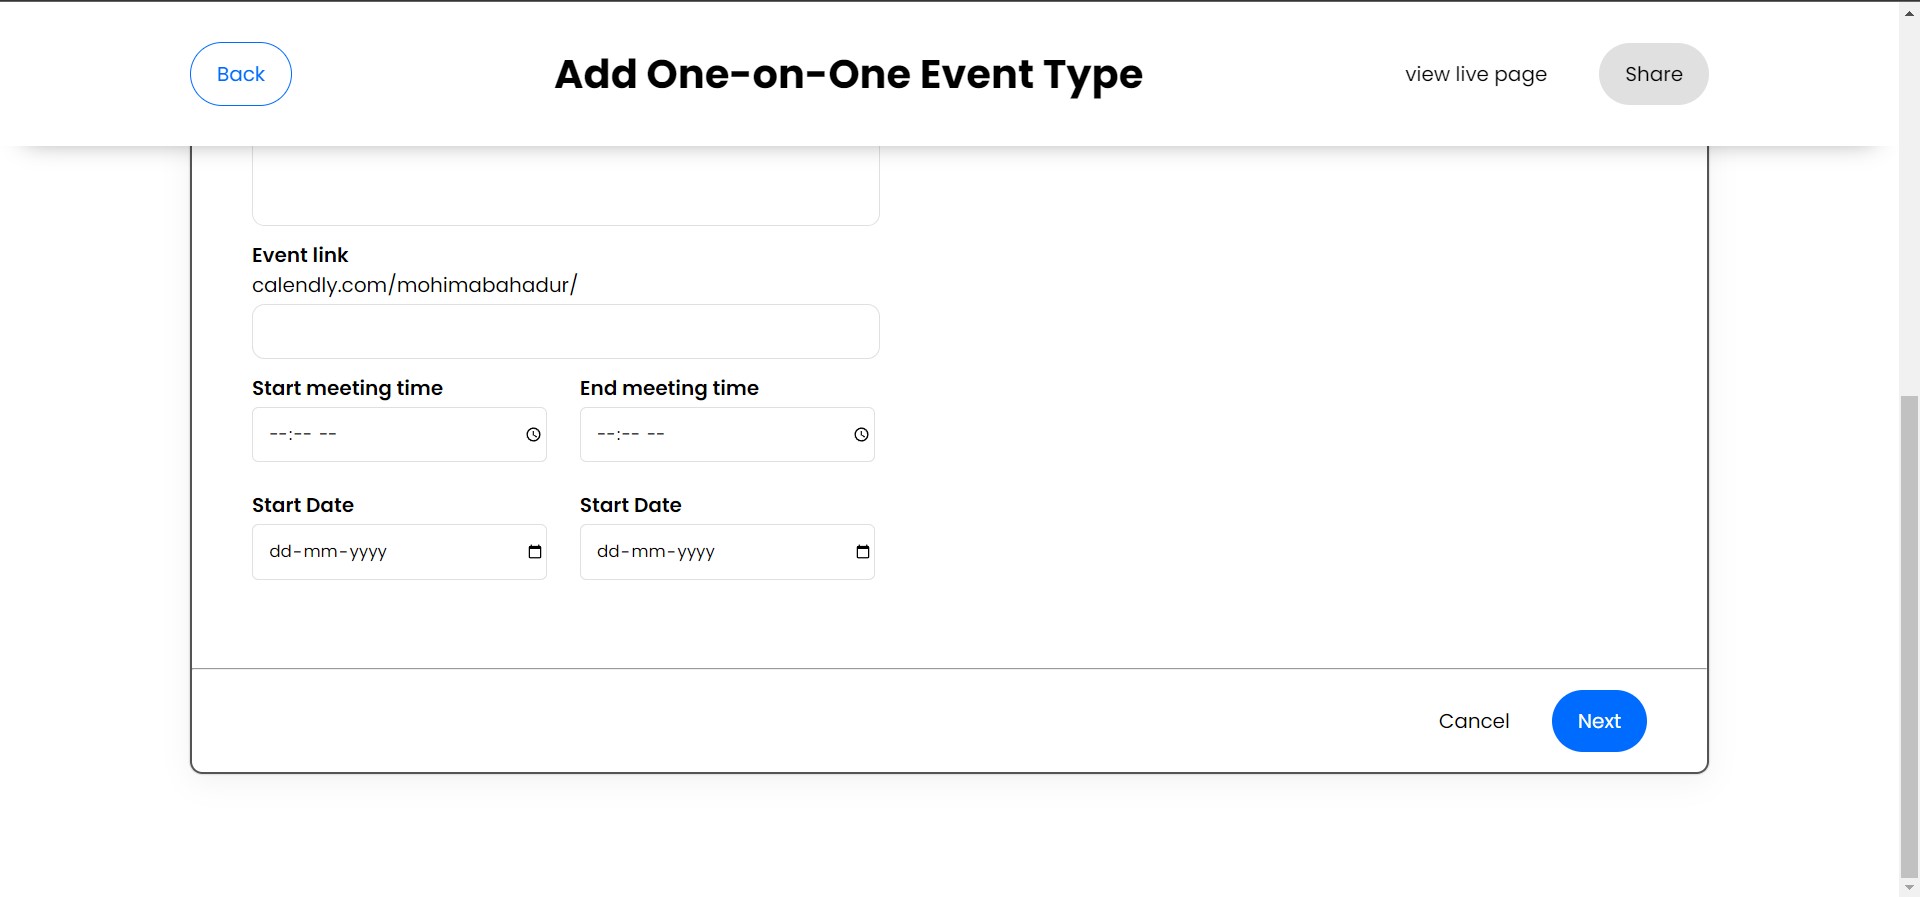 Back
Add One-on-One Event Type
view live page
Share
Event link
calendly.com/mohimabahadur/
Start meeting time
End meeting time
--:-- --
--:-- --
Start Date
Start Date
dd-mm-yyyy
dd-mm-yyyy
Cancel
Next